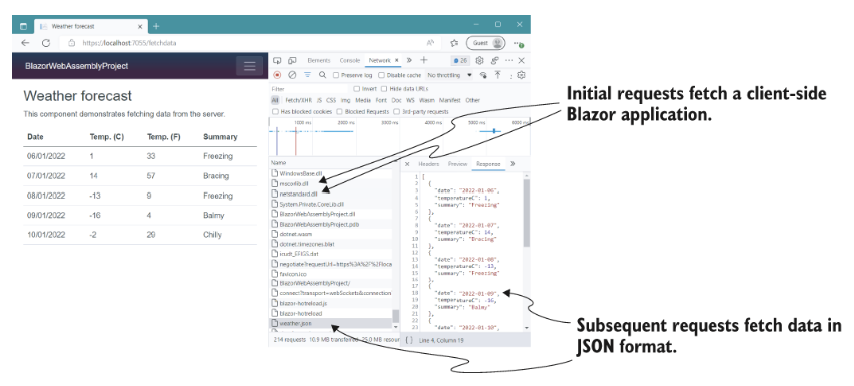 Weather forecast
https://localhost:7055/fetchdata
Guest
BlazorWebAssemblyProject
Weather forecast
This component demonstrates fetching data from the server.
Date Temp. (C) Temp. (F) Summary
06/01/2022 1 33 Freezing
07/01/2022 14 57 Bracing
08/01/2022 -13 9 Freezing
09/01/2022 -16 4 Balmy
10/01/2022 -2 29 Chilly
Elements Console Network
Preserve log Disable cache No throttling
Filter Invert Hide data URLs
All Fetch/XHR JS CSS Img Media Font Doc WS Wasm Manifest Other
Has blocked cookies Blocked Requests 3rd-party requests
1000 ms 2000 ms 3000 ms 4000 ms 5000 ms 6000 ms
Name
WindowsBase.dll
mscorlib.dll
netstandard.dll
System.Private.CoreLib.dll
BlazorWebAssemblyProject.dll
BlazorWebAssemblyProject.pdb
dotnet.wasm
dotnet.timezones.blat
icudt_EFIGS.dat
negotiate?requestUrl=https%3A%2F%2Floca
favicon.ico
BlazorWebAssemblyProject/
connect?transport=webSockets&connection
blazor-hotreload.js
blazor-hotreload
weather.json
214 requests 16.9 MB transferred 25.0 MB resour
Headers Preview Response
1 [
2 {
3 "date": "2022-01-06",
4 "temperatureC": 1,
5 "summary": "Freezing"
6 },
7 {
8 "date": "2022-01-07",
9 "temperatureC": 14,
10 "summary": "Bracing"
11 },
12 {
13 "date": "2022-01-08",
14 "temperatureC": -13,
15 "summary": "Freezing"
16 },
17 {
18 "date": "2022-01-09",
19 "temperatureC": -16,
20 "summary": "Balmy"
21 },
22 {
23 "date": "2022-01-10",
{ } Line 4, Column 19
Initial requests fetch a client-side
Blazor application.
Subsequent requests fetch data in
JSON format.